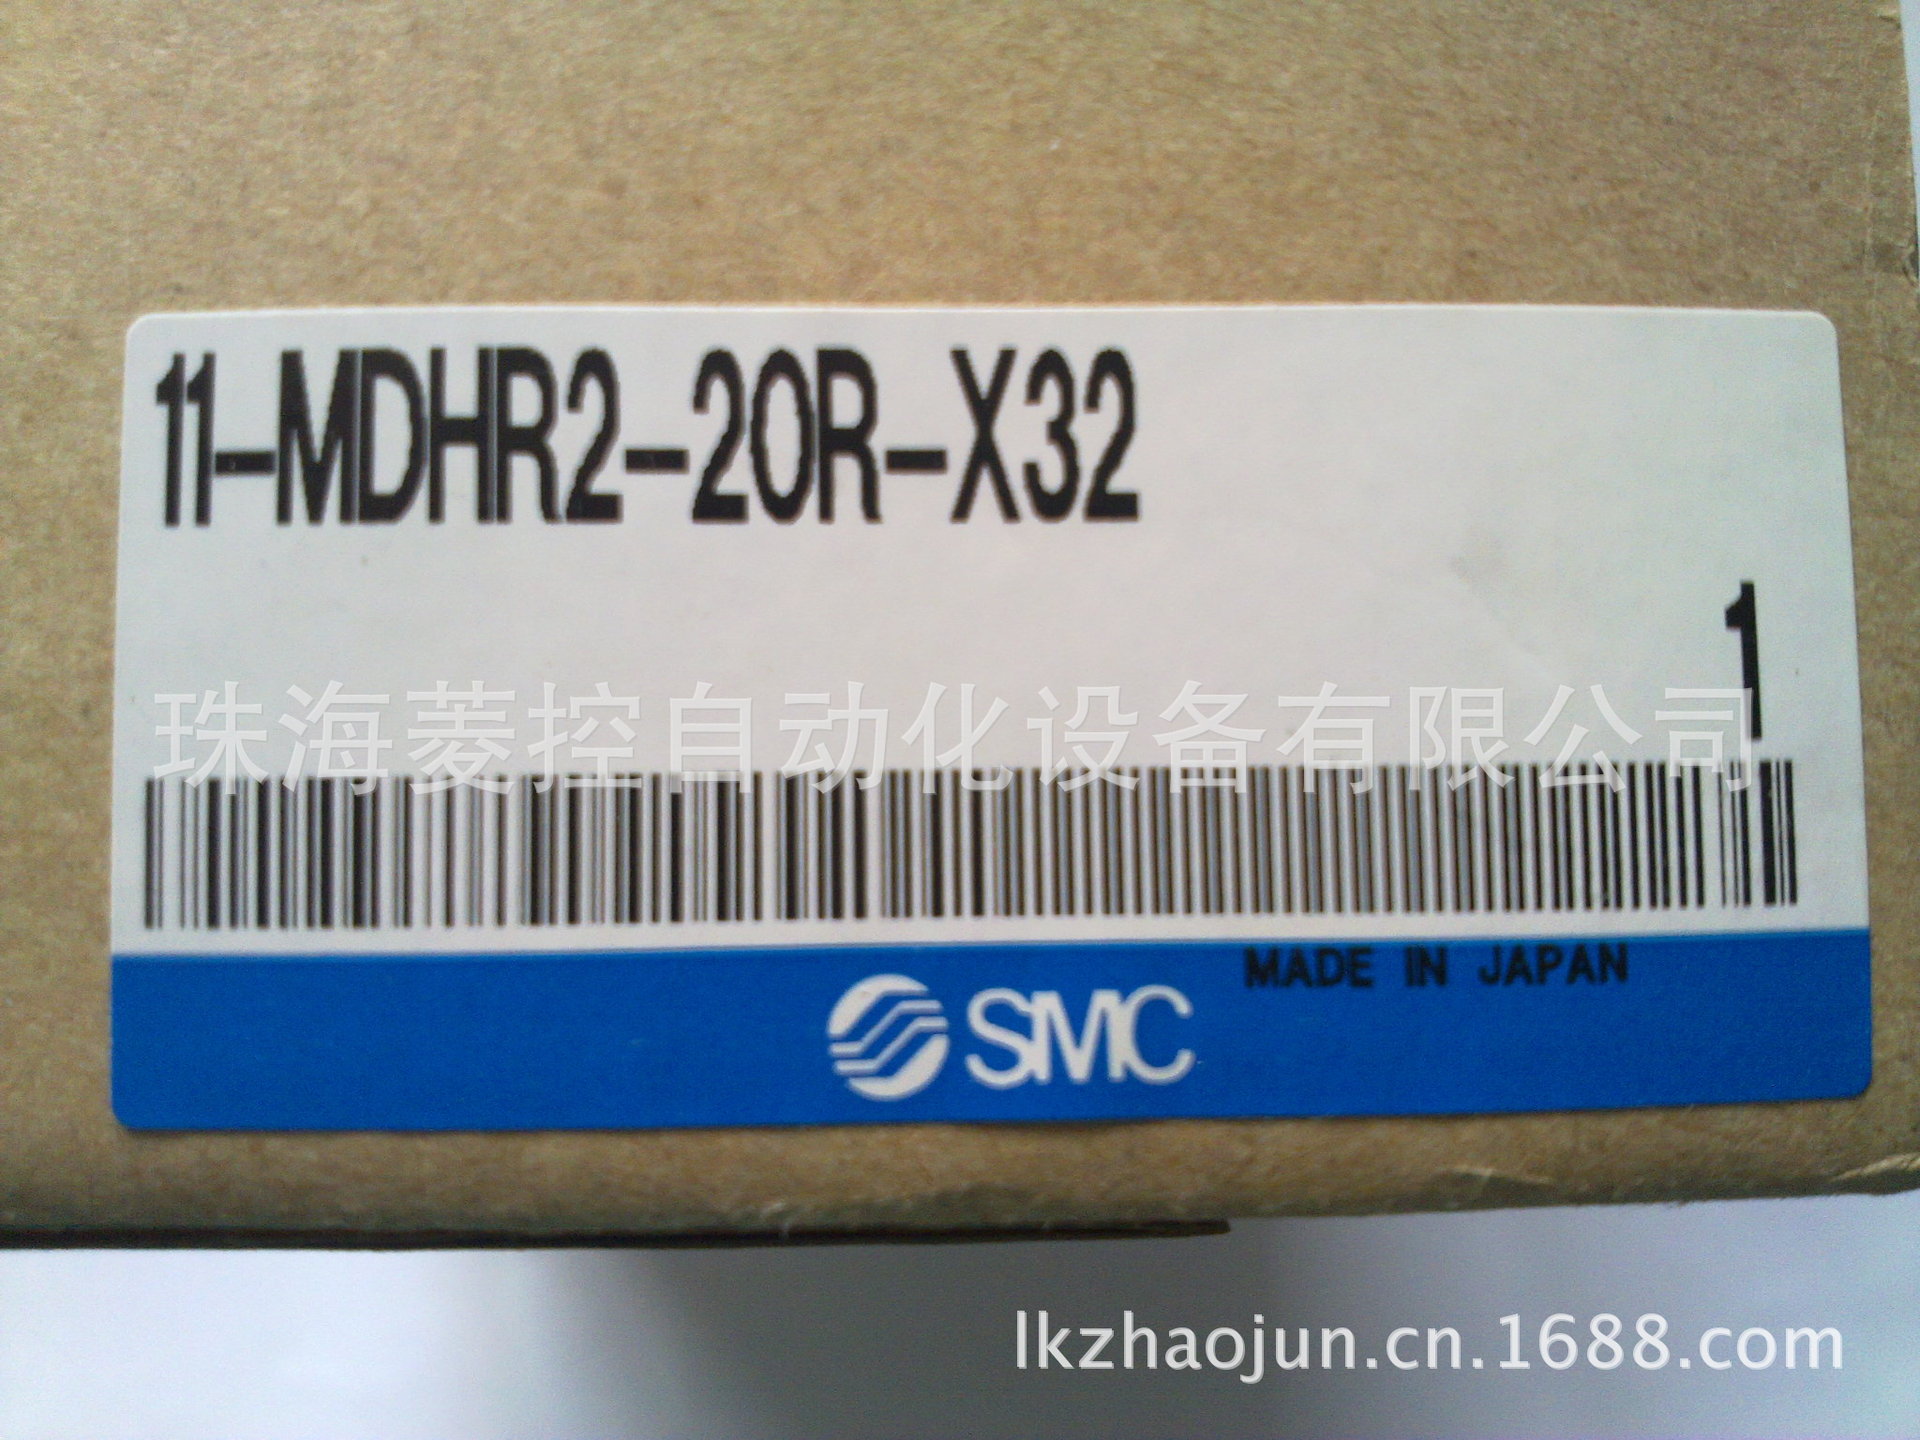 11-MDHR2-20R-X32
1
珠海菱控自动化设备有限公司
MADE IN JAPAN
SMC
lkzhaojun.cn.1688.com